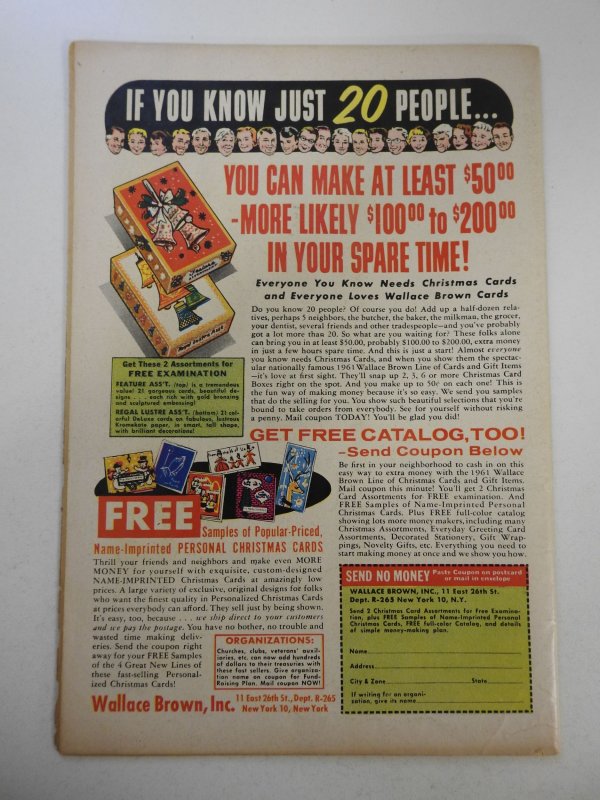 IF YOU KNOW JUST 20 PEOPLE...
YOU CAN MAKE AT LEAST $5000
-MORE LIKELY $10000 to $20000
IN YOUR SPARE TIME!
Everyone You Know Needs Christmas Cards
and Everyone Loves Wallace Brown Cards
Do you know 20 people? Of course you do! Add up a half-dozen rela-
tives, perhaps 5 neighbors, the butcher, the baker, the milkman, the grocer,
your dentist, several friends and other tradespeople—and you've probably
got a lot more than 20. So what are you waiting for? These folks alone
can bring you in at least $50.00, probably $100.00 to $200.00, extra money
in just a few hours spare time. And this is just a start! Almost everyone
you know needs Christmas Cards, and when you show them the spectac-
ular nationally famous 1961 Wallace Brown Line of Cards and Gift Items
—it's love at first sight. They'll snap up 2, 3, 6 or more Christmas Card
Boxes right on the spot. And you make up to 50¢ on each one! This is
the fun way of making money because it's so easy. We send you samples
that do the selling for you. You show such beautiful selections that you're
bound to take orders from everybody. See for yourself without risking
a penny. Mail coupon TODAY! You'll be glad you did!
Get These 2 Assortments for
FREE EXAMINATION
FEATURE ASS'T. (top) is a tremendous
value! 21 gorgeous cards, beautiful de-
signs . . . each rich with gold bronzing
and sculptured embossing!
REGAL LUSTRE ASS'T. (bottom) 21 col-
orful DeLuxe cards on fabulous, lustrous
Kromekote paper, in smart, tall shape,
with brilliant decorations!
GET FREE CATALOG, TOO!
–Send Coupon Below
Be first in your neighborhood to cash in on this
easy way to extra money with the 1961 Wallace
Brown Line of Christmas Cards and Gift Items.
Mail coupon this minute! You'll get 2 Christmas
Card Assortments for FREE examination. And
FREE Samples of Name-Imprinted Personal
Christmas Cards. Plus FREE full-color catalog
showing lots more money makers, including many
Christmas Assortments, Everyday Greeting Card
Assortments, Decorated Stationery, Gift Wrap-
pings, Novelty Gifts, etc. Everything you need to
start making money at once and we show you how.
FREE
Samples of Popular-Priced,
Name-Imprinted PERSONAL CHRISTMAS CARDS
Thrill your friends and neighbors and make even MORE
MONEY for yourself with exquisite, custom-designed
NAME-IMPRINTED Christmas Cards at amazingly low
prices. A large variety of exclusive, original designs for folks
who want the finest quality in Personalized Christmas Cards
at prices everybody can afford. They sell just by being shown.
It's easy, too, because . . . we ship direct to your customers
and we pay the postage. You have no bother, no trouble and
wasted time making deliv-
eries. Send the coupon right
away for your FREE Samples
of the 4 Great New Lines of
these fast-selling Personal-
ized Christmas Cards!
ORGANIZATIONS:
Churches, clubs, veterans' auxil-
iaries, etc. can now add hundreds
of dollars to their treasuries with
these fast sellers. Give organiza-
tion name on coupon for Fund-
Raising Plan. Mail coupon NOW!
Wallace Brown, Inc.
11 East 26th St., Dept. R-265
New York 10, New York
SEND NO MONEY Paste Coupon on postcard
or mail in envelope
WALLACE BROWN, INC., 11 East 26th St.
Dept. R-265 New York 10, N.Y.
Send 2 Christmas Card Assortments for Free Examina-
tion, plus FREE Samples of Name-Imprinted Personal
Christmas Cards, FREE full-color Catalog, and details
of simple money-making plan.
Name
Address
City & Zone State
If writing for an organi-
zation, give its name